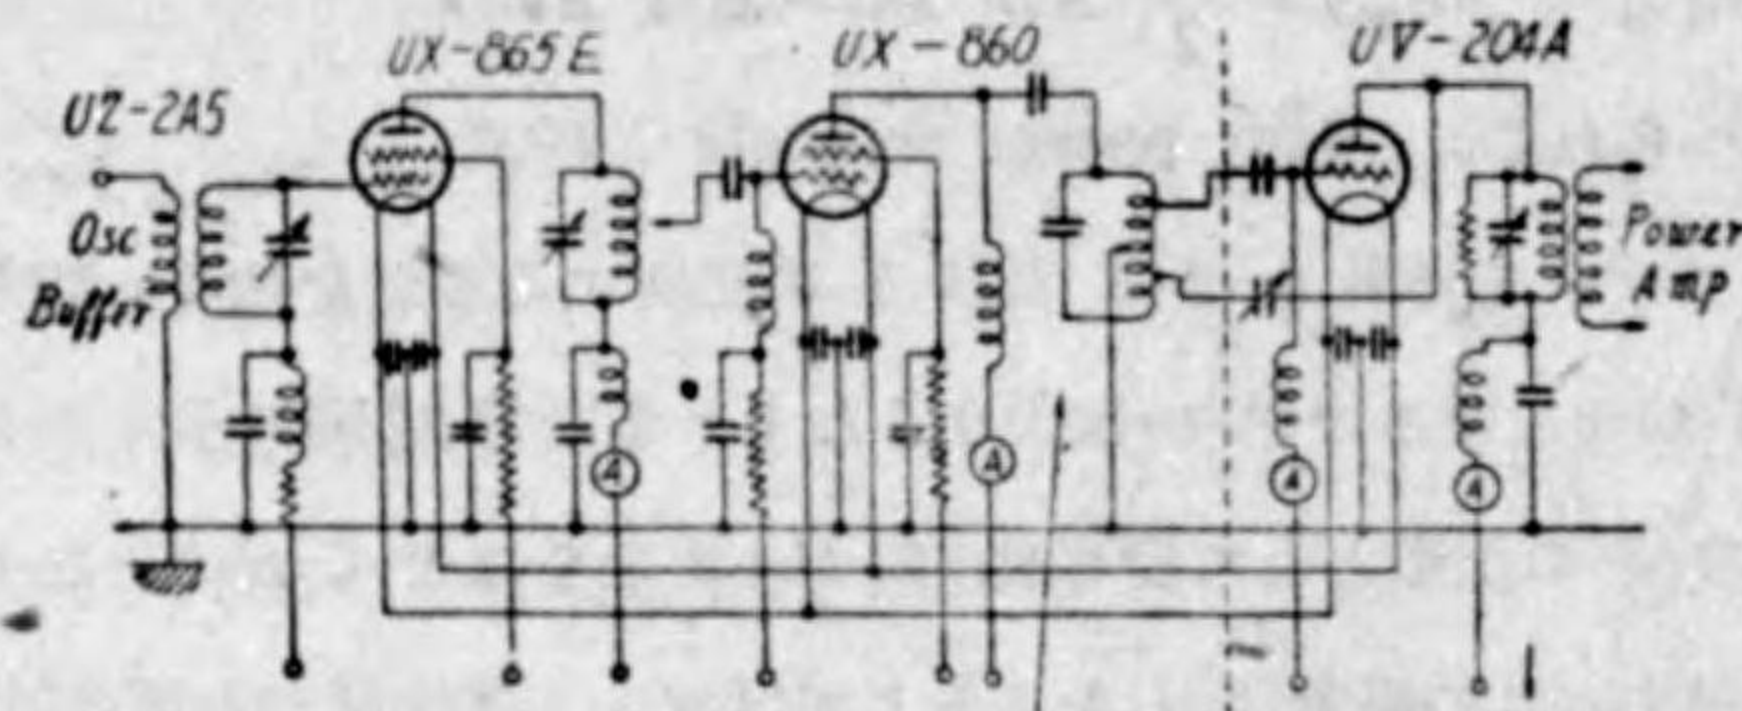 UX-865E
UX-860
UV-204A
UZ-2A5
Osc
Buffer
Power
Amp
A
A
A
A